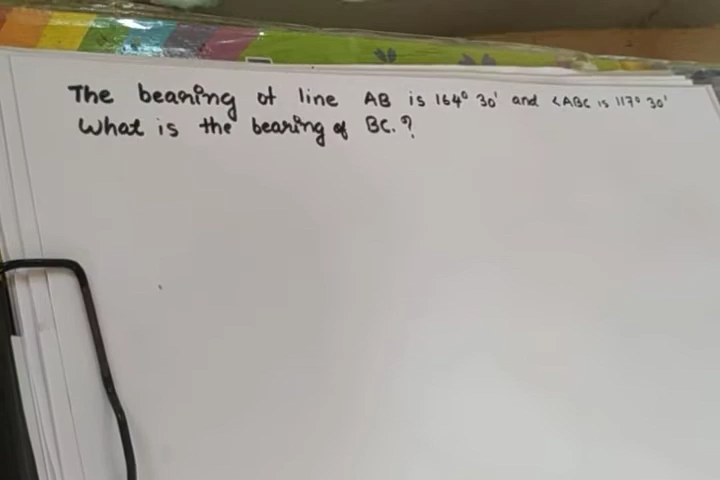 The bearing of line AB is 164° 30' and <ABC is 117° 30'
What is the bearing of BC.?